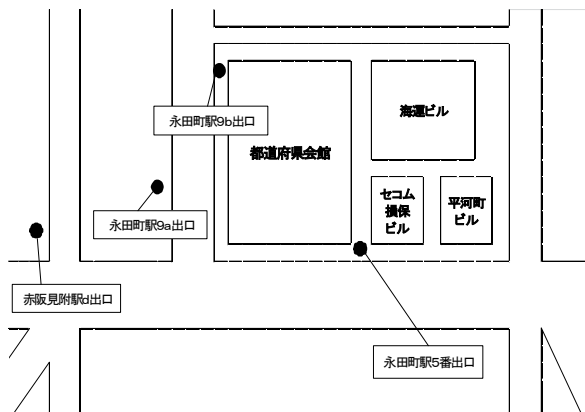 永田町駅9b出口
海運ビル
都道府県会館
セコム
損保
ビル
平河町
ビル
永田町駅9a出口
赤阪見附駅d出口
永田町駅5番出口